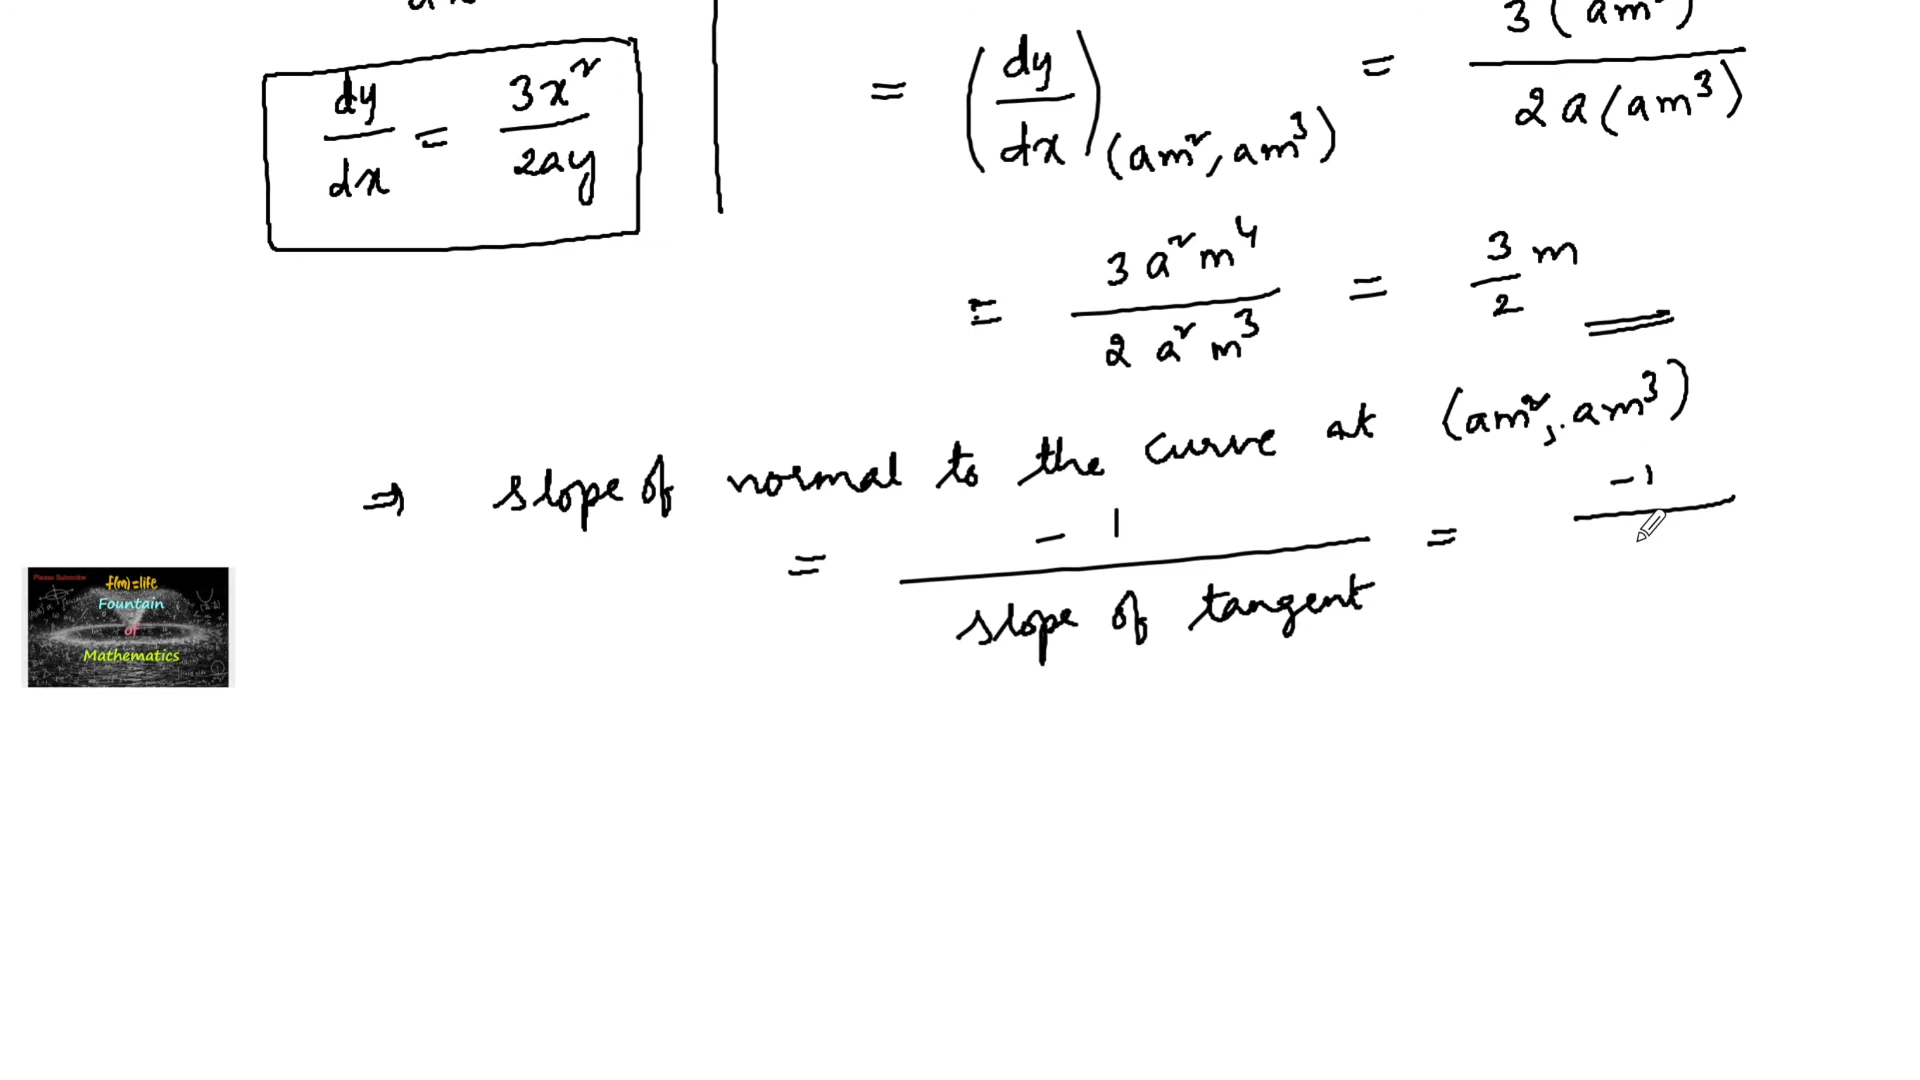 dy/dx = 3x²/2ay
= (dy/dx)(am², am³) = 3(am²)/2a(am³)
= 3a²m⁴/2a²m³ = 3/2 m
⇒ slope of normal to the curve at (am², am³)
= -1/slope of tangent = -1/
Please Subscribe
f(m)=life
Fountain
of
Mathematics